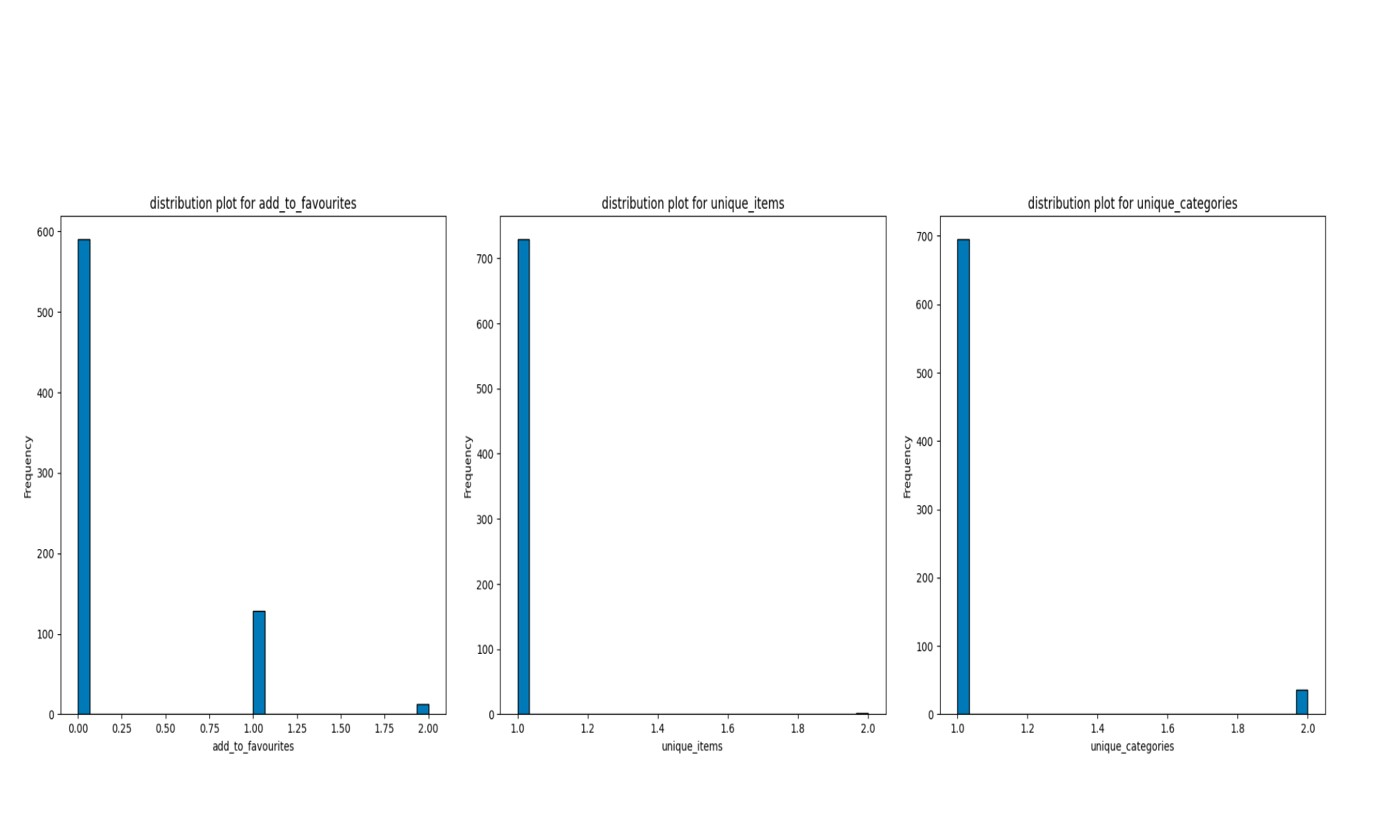 distribution plot for add_to_favourites
600
500
400
300
200
100
0
Frequency
0.00 0.25 0.50 0.75 1.00 1.25 1.50 1.75 2.00
add_to_favourites
distribution plot for unique_items
700
600
500
400
300
200
100
0
Frequency
1.0 1.2 1.4 1.6 1.8 2.0
unique_items
distribution plot for unique_categories
700
600
500
400
300
200
100
0
Frequency
1.0 1.2 1.4 1.6 1.8 2.0
unique_categories